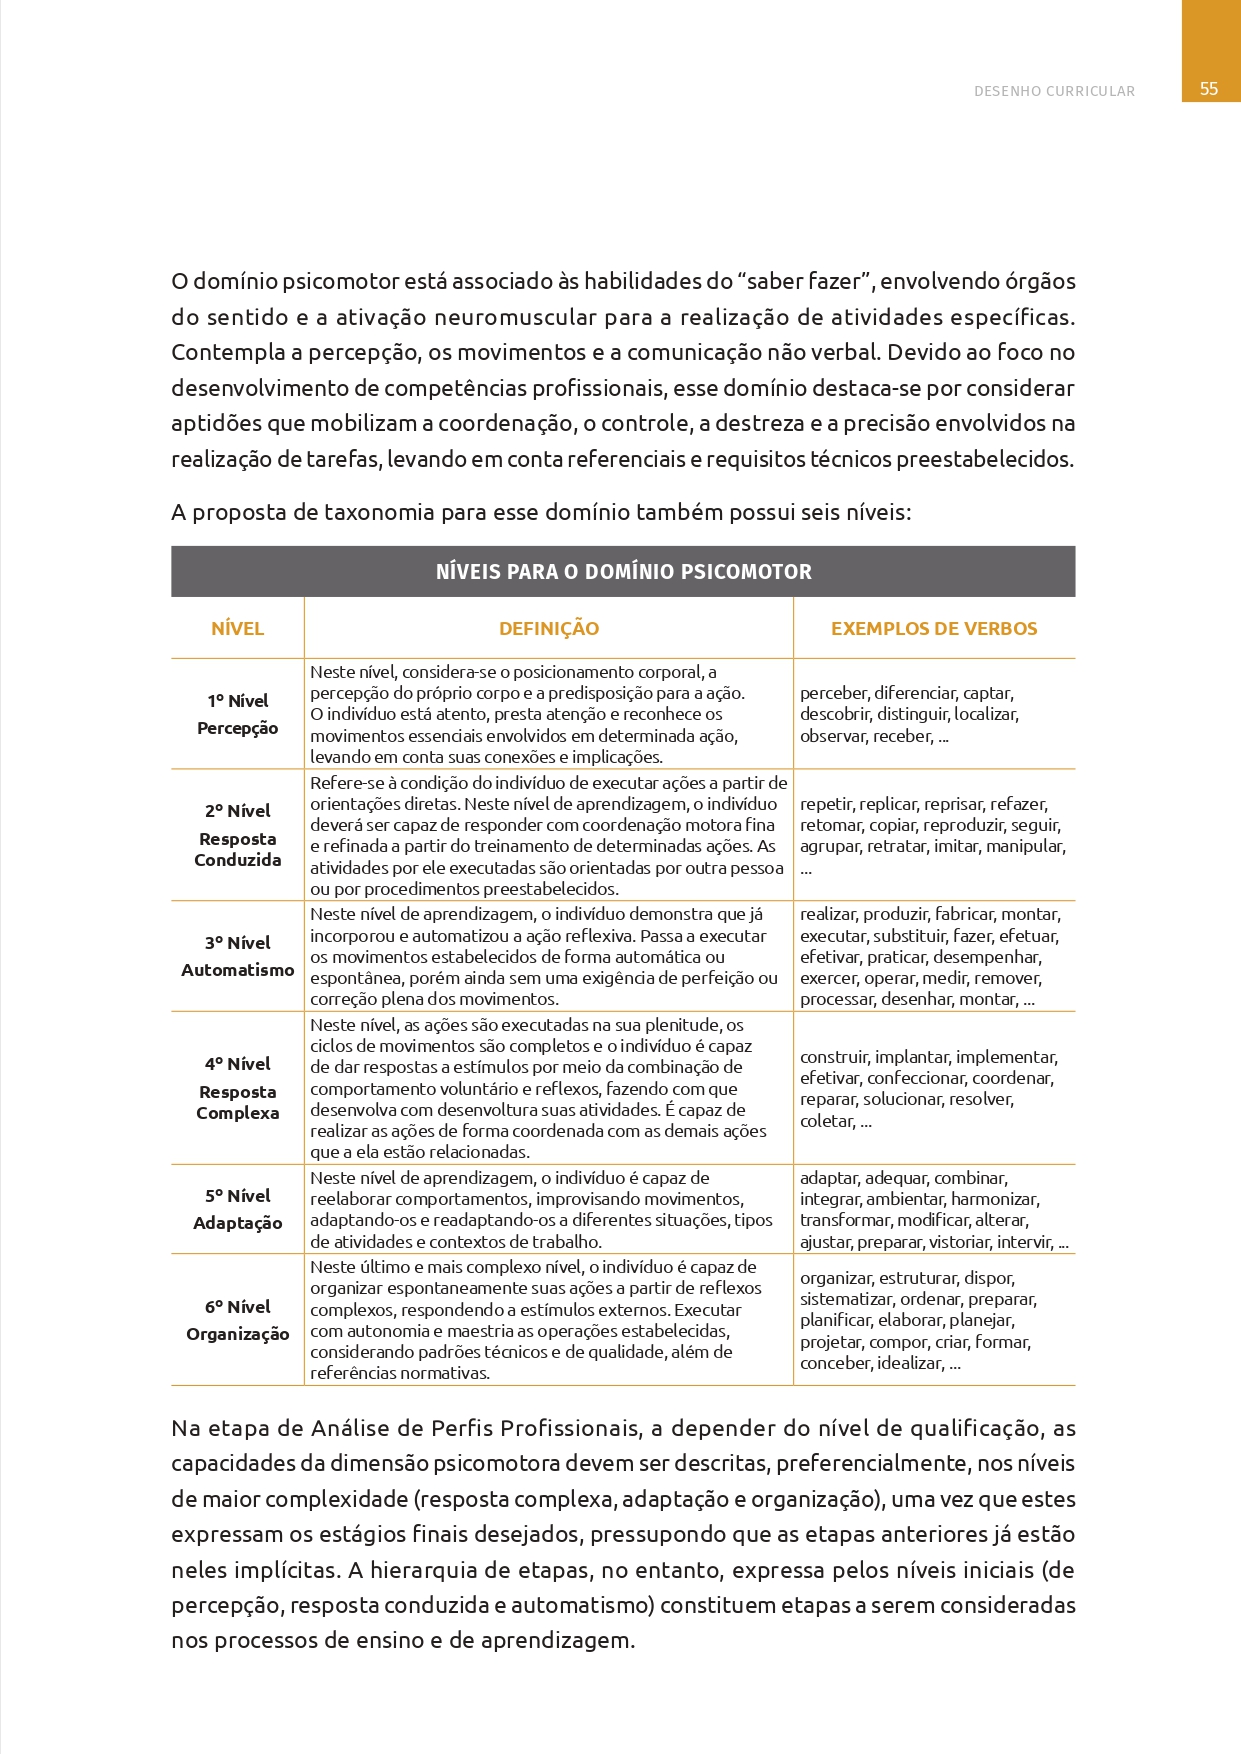 DESENHO CURRICULAR
55
O domínio psicomotor está associado às habilidades do “saber fazer”, envolvendo órgãos
do sentido e a ativação neuromuscular para a realização de atividades específicas.
Contempla a percepção, os movimentos e a comunicação não verbal. Devido ao foco no
desenvolvimento de competências profissionais, esse domínio destaca-se por considerar
aptidões que mobilizam a coordenação, o controle, a destreza e a precisão envolvidos na
realização de tarefas, levando em conta referenciais e requisitos técnicos preestabelecidos.
A proposta de taxonomia para esse domínio também possui seis níveis:
NÍVEIS PARA O DOMÍNIO PSICOMOTOR
NÍVEL
DEFINIÇÃO
EXEMPLOS DE VERBOS
1º Nível
Percepção
Neste nível, considera-se o posicionamento corporal, a
percepção do próprio corpo e a predisposição para a ação.
O indivíduo está atento, presta atenção e reconhece os
movimentos essenciais envolvidos em determinada ação,
levando em conta suas conexões e implicações.
perceber, diferenciar, captar,
descobrir, distinguir, localizar,
observar, receber, ...
2º Nível
Resposta
Conduzida
Refere-se à condição do indivíduo de executar ações a partir de
orientações diretas. Neste nível de aprendizagem, o indivíduo
deverá ser capaz de responder com coordenação motora fina
e refinada a partir do treinamento de determinadas ações. As
atividades por ele executadas são orientadas por outra pessoa
ou por procedimentos preestabelecidos.
repetir, replicar, reprisar, refazer,
retomar, copiar, reproduzir, seguir,
agrupar, retratar, imitar, manipular,
...
3º Nível
Automatismo
Neste nível de aprendizagem, o indivíduo demonstra que já
incorporou e automatizou a ação reflexiva. Passa a executar
os movimentos estabelecidos de forma automática ou
espontânea, porém ainda sem uma exigência de perfeição ou
correção plena dos movimentos.
realizar, produzir, fabricar, montar,
executar, substituir, fazer, efetuar,
efetivar, praticar, desempenhar,
exercer, operar, medir, remover,
processar, desenhar, montar, ...
4º Nível
Resposta
Complexa
Neste nível, as ações são executadas na sua plenitude, os
ciclos de movimentos são completos e o indivíduo é capaz
de dar respostas a estímulos por meio da combinação de
comportamento voluntário e reflexos, fazendo com que
desenvolva com desenvoltura suas atividades. É capaz de
realizar as ações de forma coordenada com as demais ações
que a ela estão relacionadas.
construir, implantar, implementar,
efetivar, confeccionar, coordenar,
reparar, solucionar, resolver,
coletar, ...
5º Nível
Adaptação
Neste nível de aprendizagem, o indivíduo é capaz de
reelaborar comportamentos, improvisando movimentos,
adaptando-os e readaptando-os a diferentes situações, tipos
de atividades e contextos de trabalho.
adaptar, adequar, combinar,
integrar, ambientar, harmonizar,
transformar, modificar, alterar,
ajustar, preparar, vistoriar, intervir, ...
6º Nível
Organização
Neste último e mais complexo nível, o indivíduo é capaz de
organizar espontaneamente suas ações a partir de reflexos
complexos, respondendo a estímulos externos. Executar
com autonomia e maestria as operações estabelecidas,
considerando padrões técnicos e de qualidade, além de
referências normativas.
organizar, estruturar, dispor,
sistematizar, ordenar, preparar,
planificar, elaborar, planejar,
projetar, compor, criar, formar,
conceber, idealizar, ...
Na etapa de Análise de Perfis Profissionais, a depender do nível de qualificação, as
capacidades da dimensão psicomotora devem ser descritas, preferencialmente, nos níveis
de maior complexidade (resposta complexa, adaptação e organização), uma vez que estes
expressam os estágios finais desejados, pressupondo que as etapas anteriores já estão
neles implícitas. A hierarquia de etapas, no entanto, expressa pelos níveis iniciais (de
percepção, resposta conduzida e automatismo) constituem etapas a serem consideradas
nos processos de ensino e de aprendizagem.